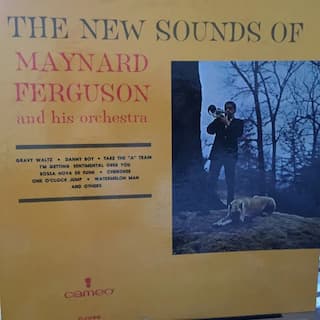 THE NEW SOUNDS OF
MAYNARD
FERGUSON
and his orchestra
GRAVY WALTZ • DANNY BOY • TAKE THE "A" TRAIN
I'M GETTING SENTIMENTAL OVER YOU
BOSSA NOVA DE FUNK • CHEROKEE
ONE O'CLOCK JUMP • WATERMELON MAN
AND OTHERS
cameo